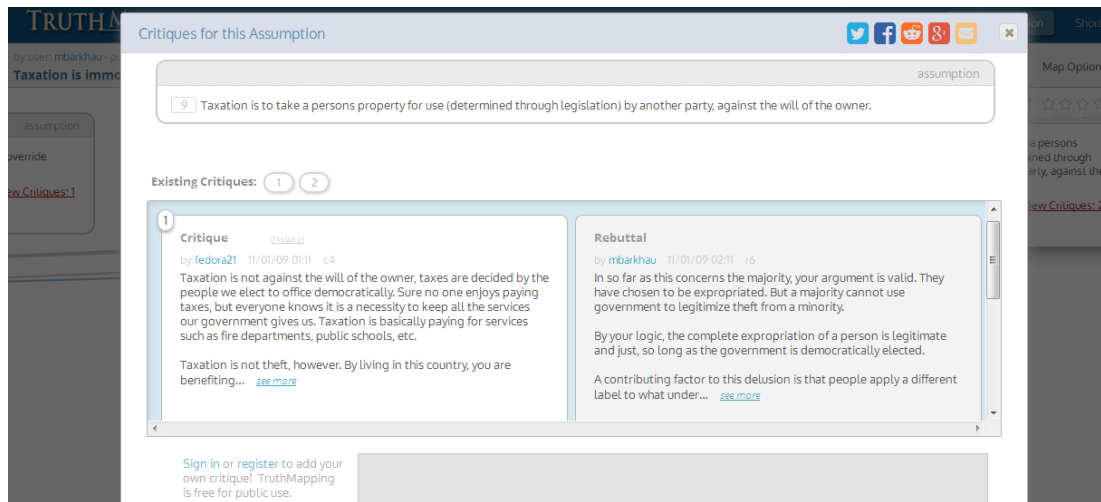 TRUTHM
Critiques for this Assumption
on
Shor
by user: mbarkhau - p
Taxation is immo
Map Option
assumption
9 Taxation is to take a persons property for use (determined through legislation) by another party, against the will of the owner.
assumption
override
ew Critiques: 1
a persons
ined through
arty, against the
iew Critiques: 2
Existing Critiques: 1 2
1
Critique [history]
by fedora21 11/01/09 01:11 c4
Taxation is not against the will of the owner, taxes are decided by the
people we elect to office democratically. Sure no one enjoys paying
taxes, but everyone knows it is a necessity to keep all the services
our government gives us. Taxation is basically paying for services
such as fire departments, public schools, etc.
Taxation is not theft, however. By living in this country, you are
benefiting... see more
Rebuttal
by mbarkhau 11/01/09 02:11 r6
In so far as this concerns the majority, your argument is valid. They
have chosen to be expropriated. But a majority cannot use
government to legitimize theft from a minority.
By your logic, the complete expropriation of a person is legitimate
and just, so long as the government is democratically elected.
A contributing factor to this delusion is that people apply a different
label to what under... see more
Sign in or register to add your
own critique! TruthMapping
is free for public use.